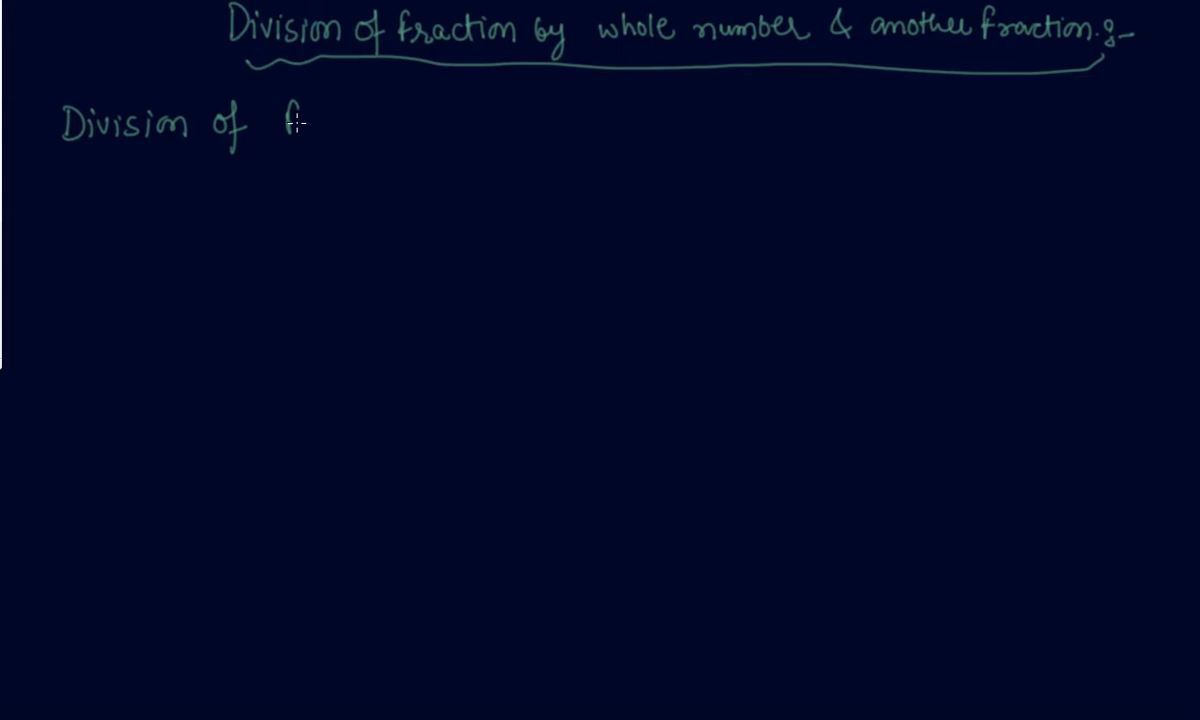 Division of fraction by whole number & another fraction.:-
Division of f